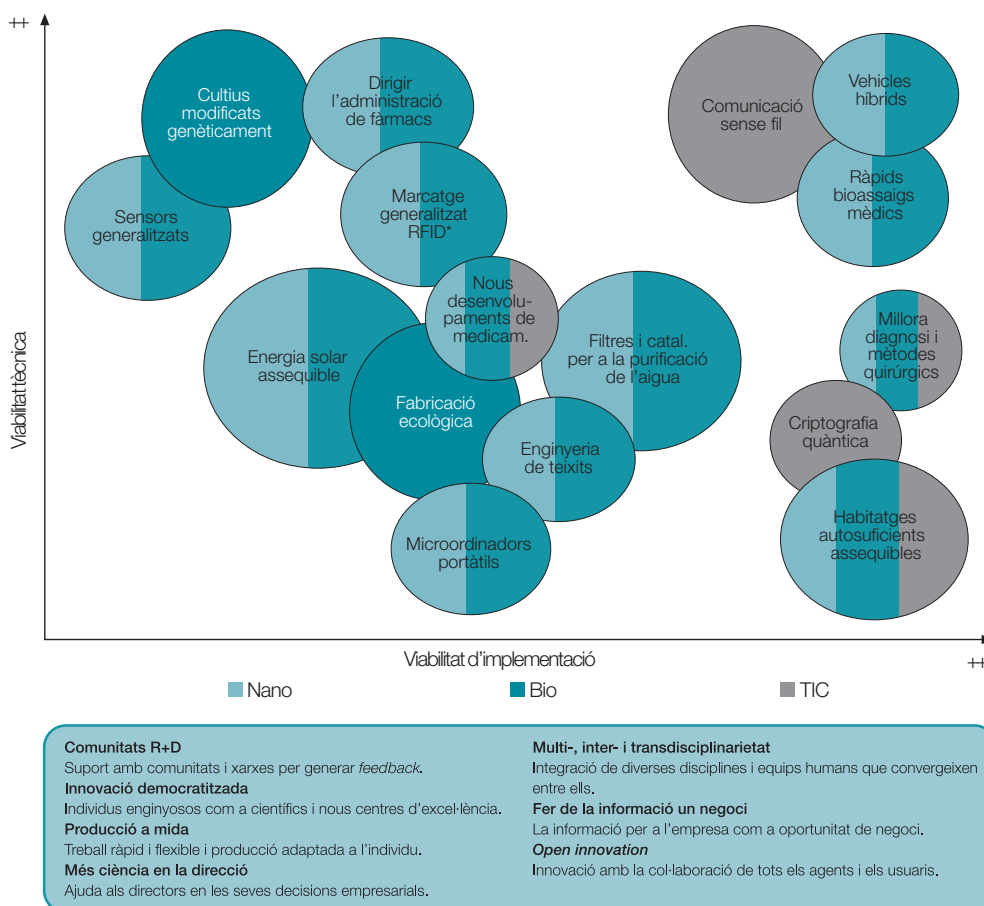 ++
Viabilitat tècnica
Cultius
modificats
genèticament
Dirigir
l'administració
de fàrmacs
Comunicació
sense fil
Vehicles
híbrids
Sensors
generalitzats
Marcatge
generalitzat
RFID*
Ràpids
bioassaigs
mèdics
Nous
desenvolu-
paments de
medicam.
Energia solar
assequible
Filtres i catal.
per a la purificació
de l'aigua
Millora
diagnosi i
mètodes
quirúrgics
Fabricació
ecològica
Criptografia
quàntica
Enginyeria
de teixits
Microordinadors
portàtils
Habitatges
autosuficients
assequibles
Viabilitat d'implementació
++
Nano
Bio
TIC
Comunitats R+D
Suport amb comunitats i xarxes per generar feedback.
Innovació democratitzada
Individus enginyosos com a científics i nous centres d'excel·lència.
Producció a mida
Treball ràpid i flexible i producció adaptada a l'individu.
Més ciència en la direcció
Ajuda als directors en les seves decisions empresarials.
Multi-, inter- i transdisciplinarietat
Integració de diverses disciplines i equips humans que convergeixen
entre ells.
Fer de la informació un negoci
La informació per a l'empresa com a oportunitat de negoci.
Open innovation
Innovació amb la col·laboració de tots els agents i els usuaris.